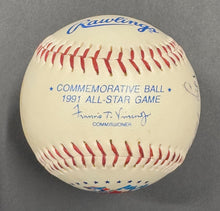 Rawlings
COMMEMORATIVE BALL
1991 ALL-STAR GAME
Francis T. Vincent, Jr.
COMMISSIONER